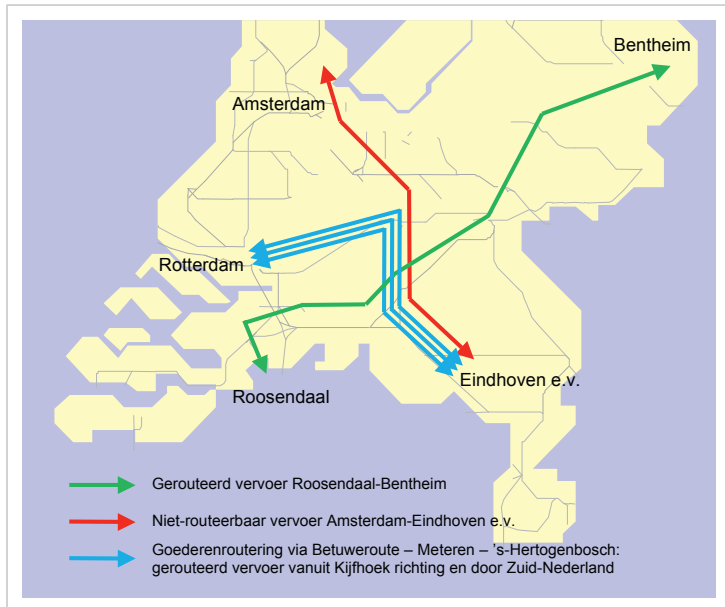 Bentheim
Amsterdam
Rotterdam
Eindhoven e.v.
Roosendaal
Gerouteerd vervoer Roosendaal-Bentheim
Niet-routeerbaar vervoer Amsterdam-Eindhoven e.v.
Goederenroutering via Betuweroute – Meteren – 's-Hertogenbosch:
gerouteerd vervoer vanuit Kijfhoek richting en door Zuid-Nederland